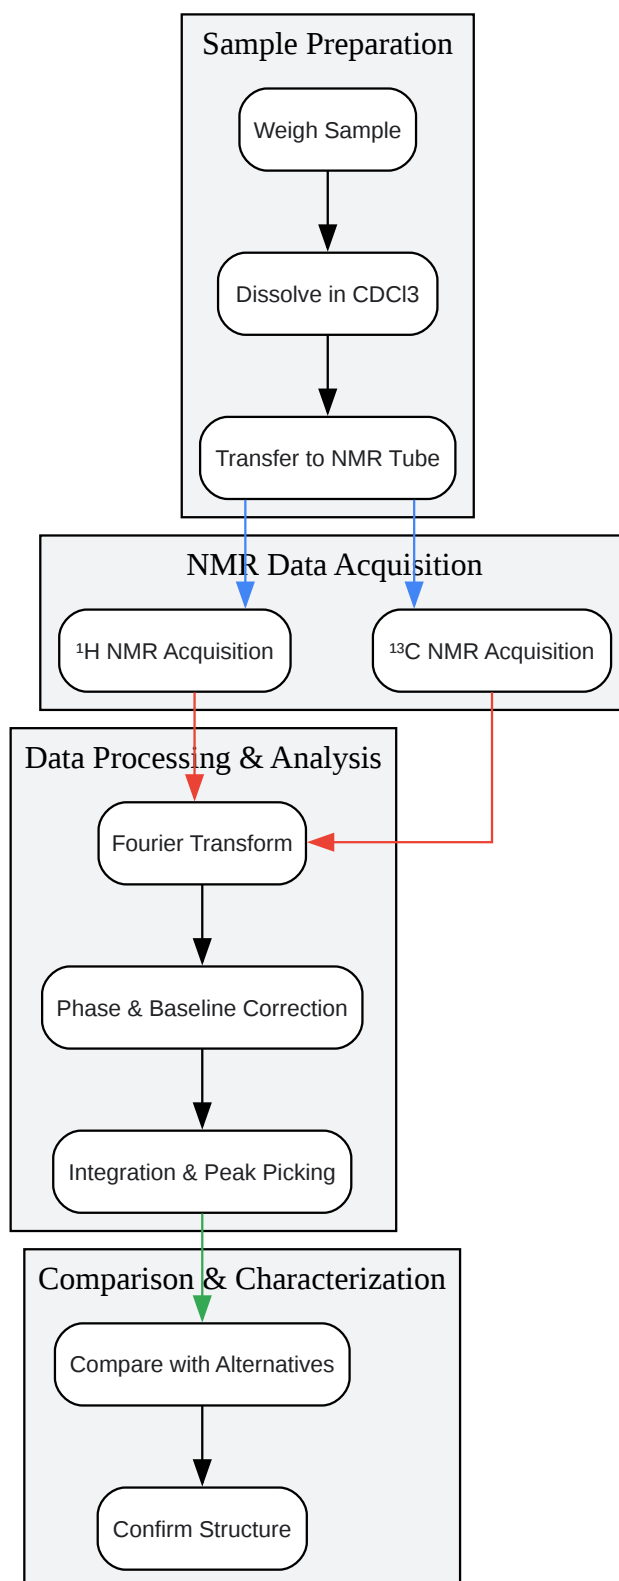 Sample Preparation
Weigh Sample
Dissolve in CDCl3
Transfer to NMR Tube
NMR Data Acquisition
¹H NMR Acquisition
¹³C NMR Acquisition
Data Processing & Analysis
Fourier Transform
Phase & Baseline Correction
Integration & Peak Picking
Comparison & Characterization
Compare with Alternatives
Confirm Structure